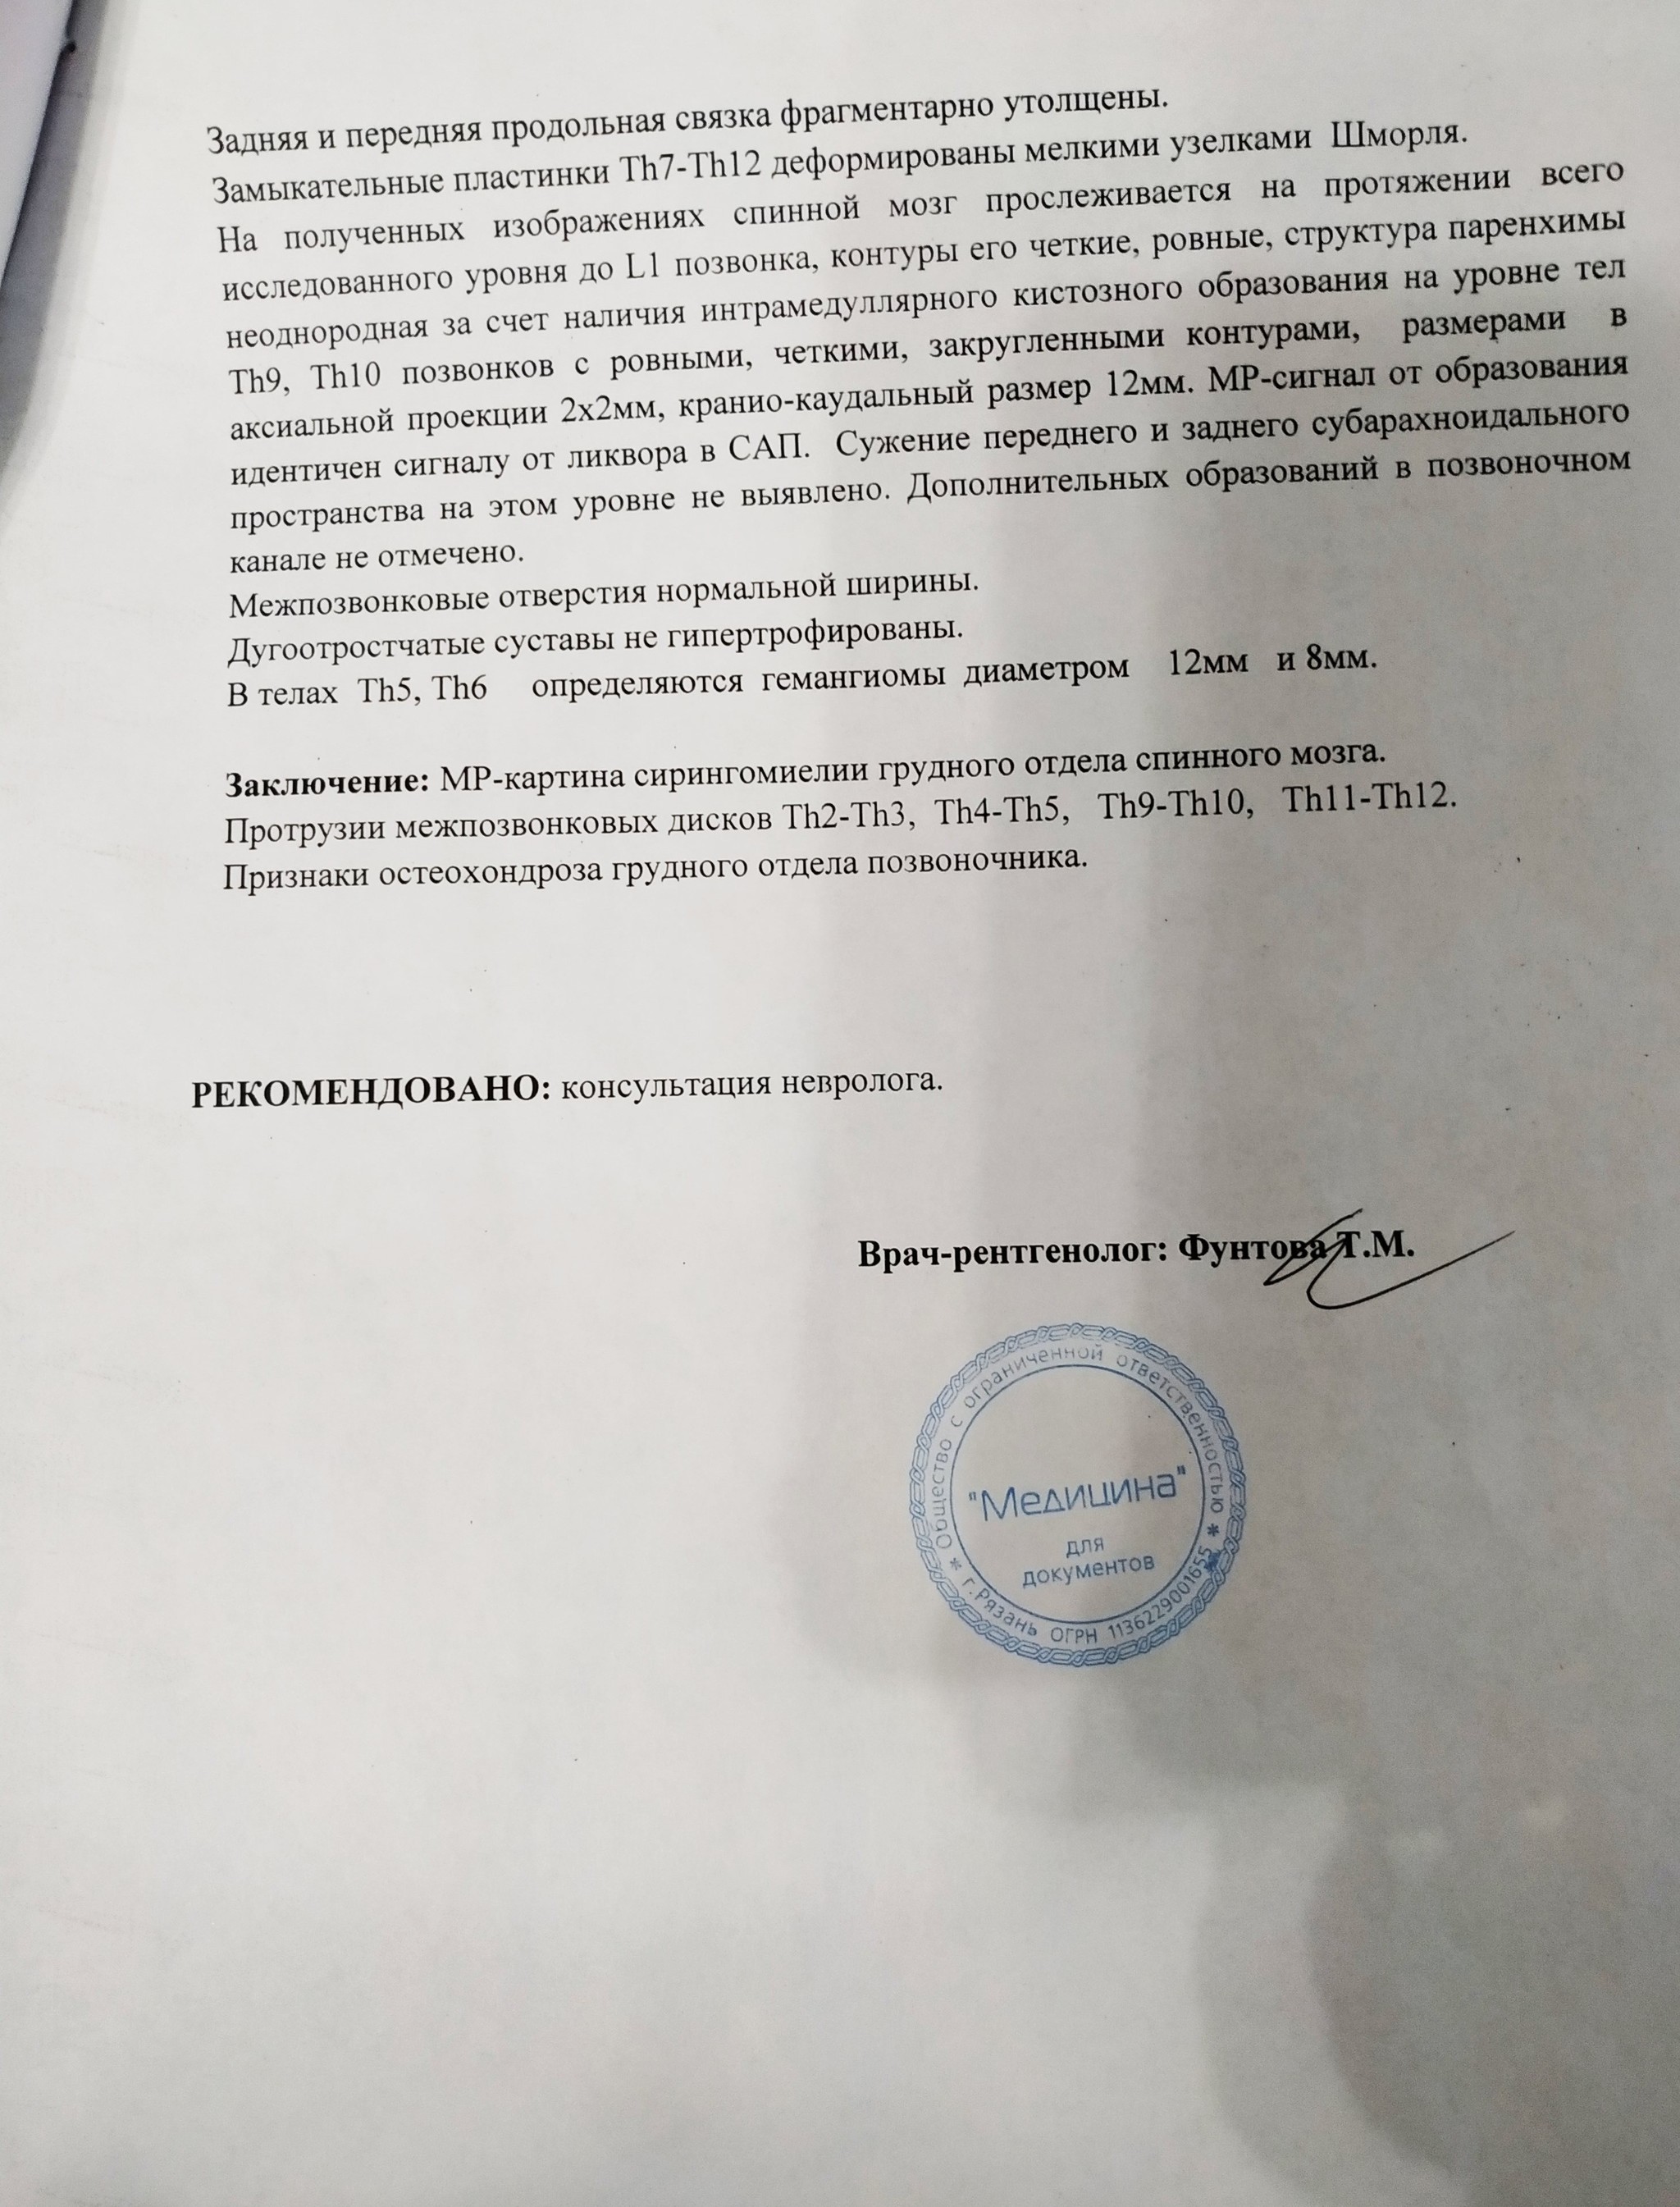 Задняя и передняя продольная связка фрагментарно утолщены.
Замыкательные пластинки Th7-Th12 деформированы мелкими узелками Шморля.
На полученных изображениях спинной мозг прослеживается на протяжении всего
исследованного уровня до L1 позвонка, контуры его четкие, ровные, структура паренхимы
неоднородная за счет наличия интрамедуллярного кистозного образования на уровне тел
Th9, Th10 позвонков с ровными, четкими, закругленными контурами, размерами в
аксиальной проекции 2х2мм, кранио-каудальный размер 12мм. МР-сигнал от образования
идентичен сигналу от ликвора в САП. Сужение переднего и заднего субарахноидального
пространства на этом уровне не выявлено. Дополнительных образований в позвоночном
канале не отмечено.
Межпозвонковые отверстия нормальной ширины.
Дугоотростчатые суставы не гипертрофированы.
В телах Th5, Th6 определяются гемангиомы диаметром 12мм и 8мм.
Заключение: МР-картина сирингомиелии грудного отдела спинного мозга.
Протрузии межпозвонковых дисков Th2-Th3, Th4-Th5, Th9-Th10, Th11-Th12.
Признаки остеохондроза грудного отдела позвоночника.
РЕКОМЕНДОВАНО: консультация невролога.
Врач-рентгенолог: Фунтова Т.М.
Общество с ограниченной ответственностью
"Медицина"
для
документов
* г.Рязань ОГРН 1136229001655 *